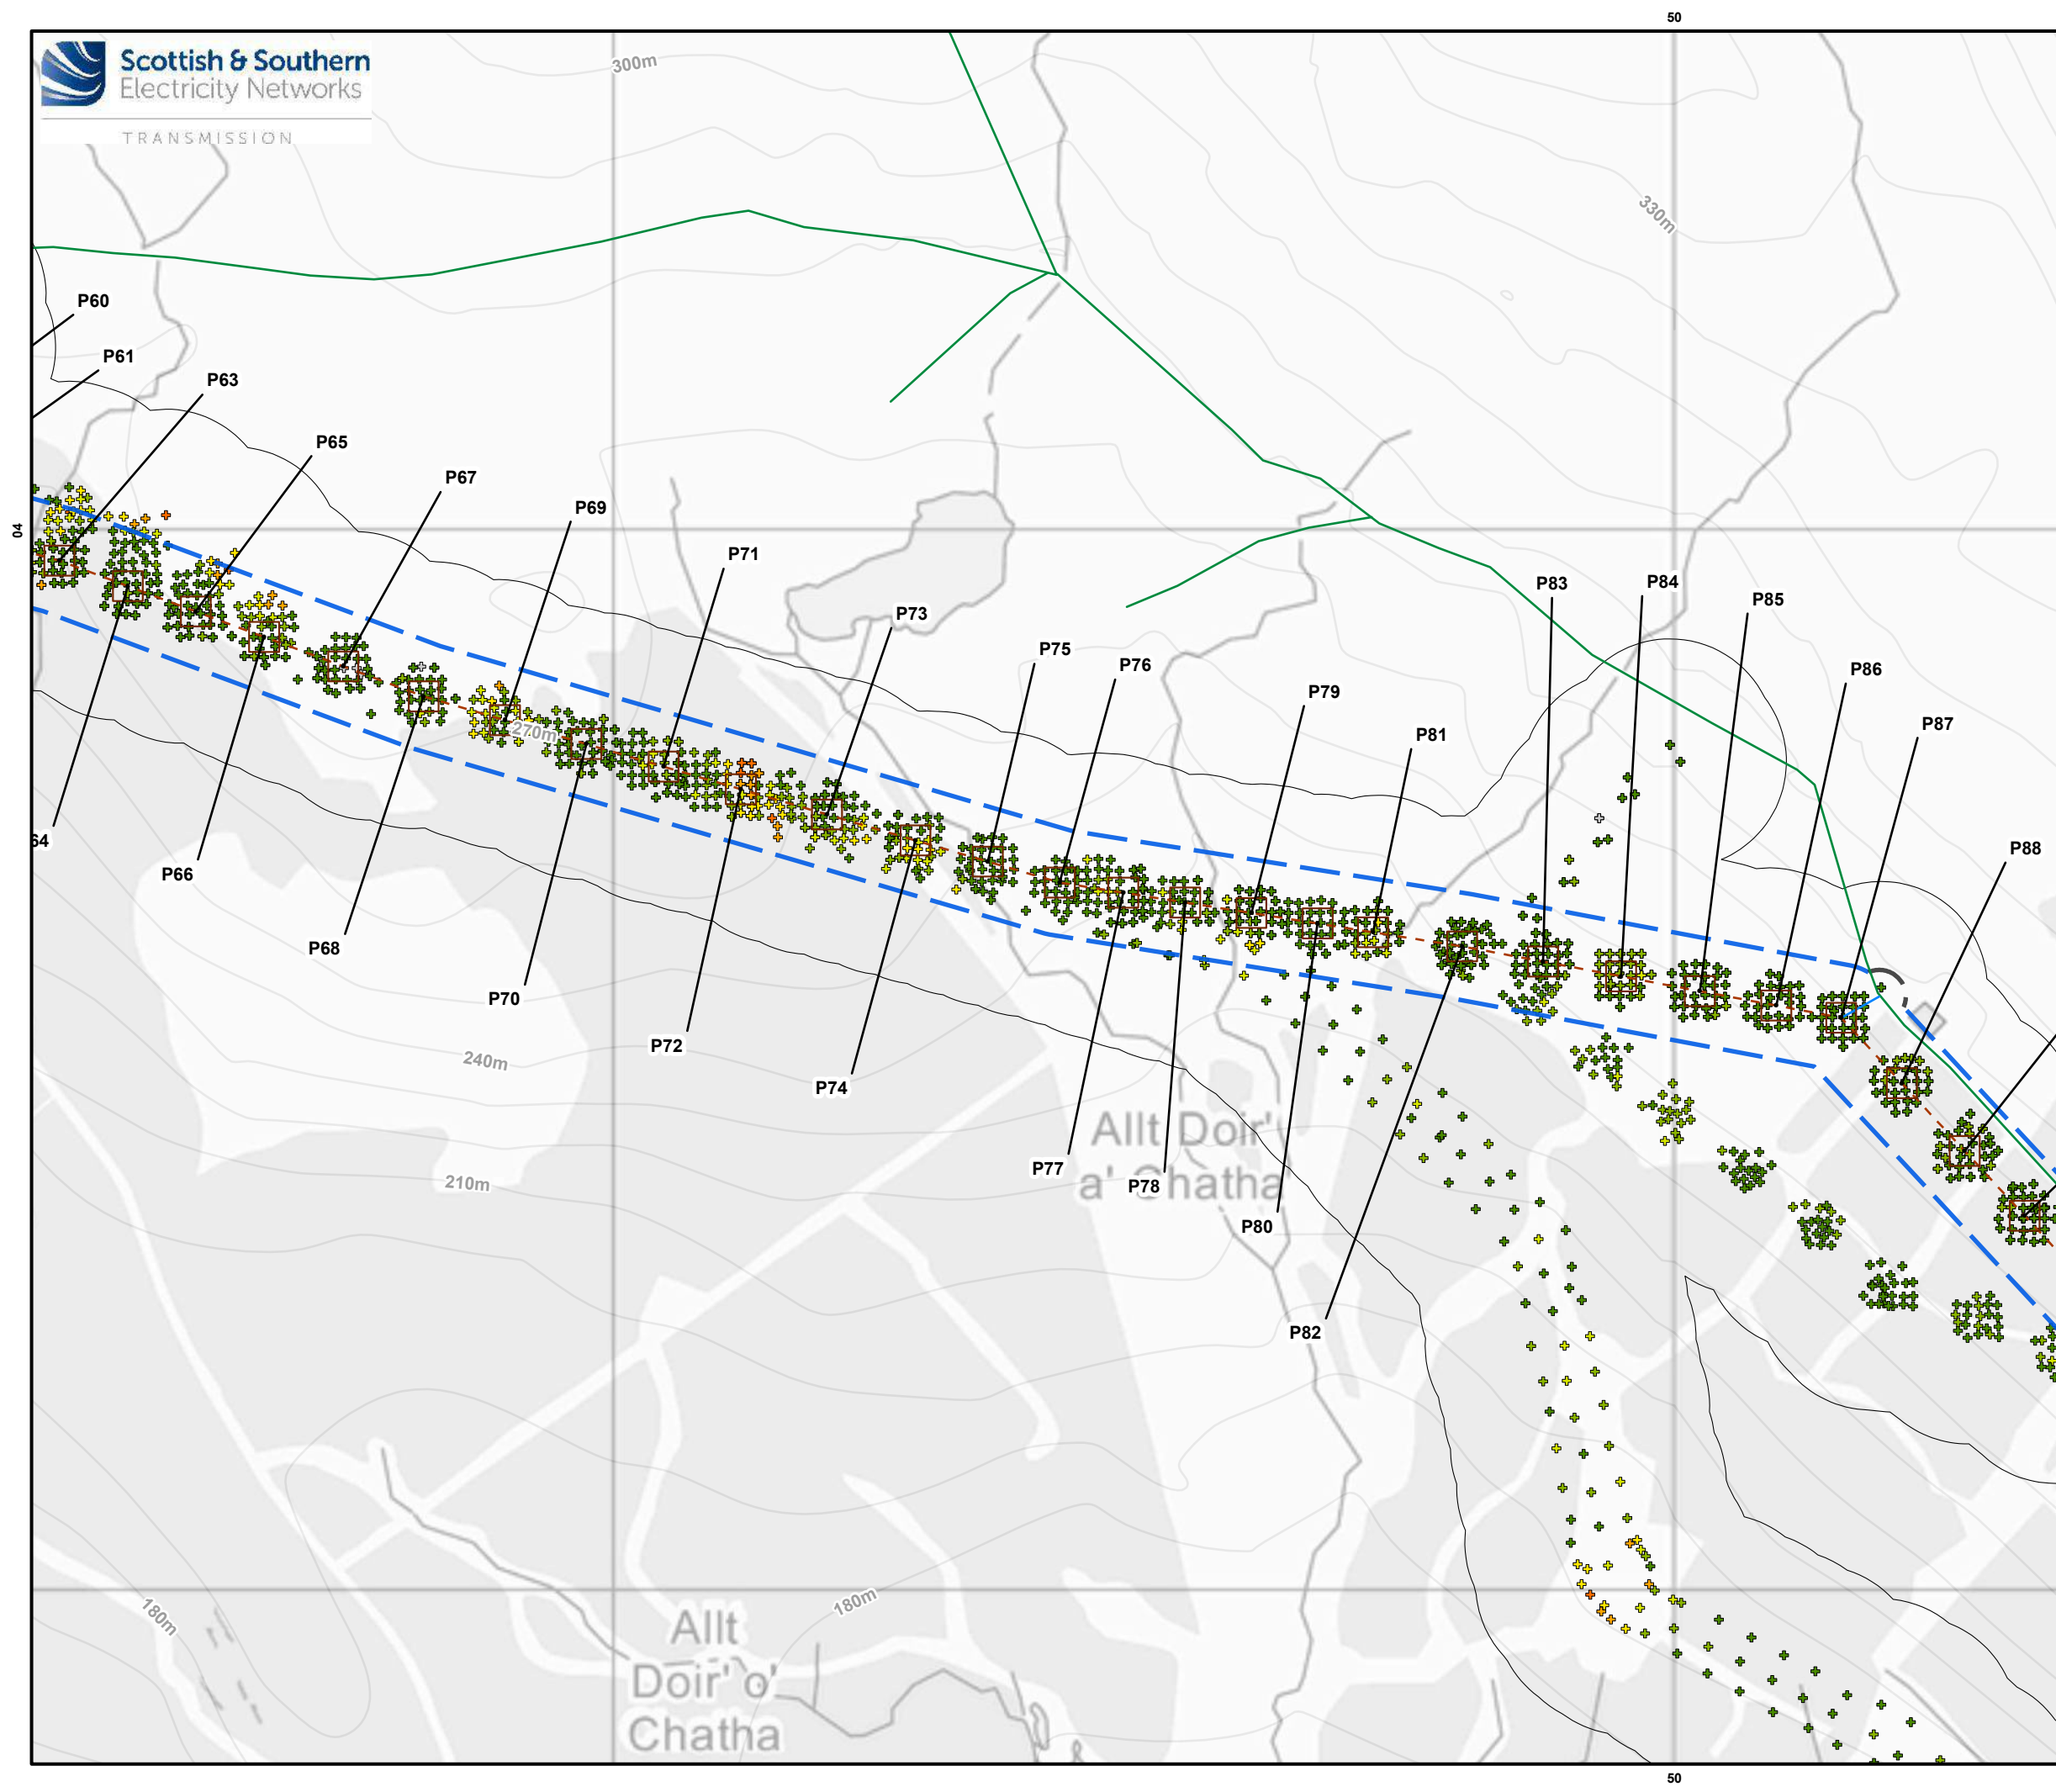 50
Scottish & Southern
Electricity Networks
TRANSMISSION
300m
330m
P60
P61
P63
P65
P67
P69
04
P71
P73
P75
P76
P79
P81
P83
P84
P85
P86
P87
P88
270m
64
P66
P68
P70
P72
P74
P77
P78
P80
P82
240m
210m
Allt Doir'
a' Chatha
180m
180m
Allt
Doir' o'
Chatha
50